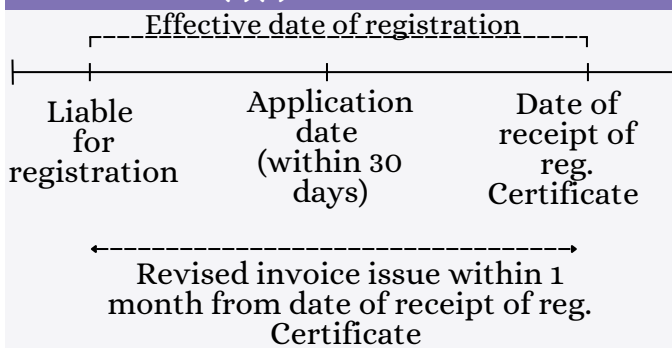 Effective date of registration
Liable
for
registration
Application
date
(within 30
days)
Date of
receipt of
reg.
Certificate
Revised invoice issue within 1
month from date of receipt of reg.
Certificate